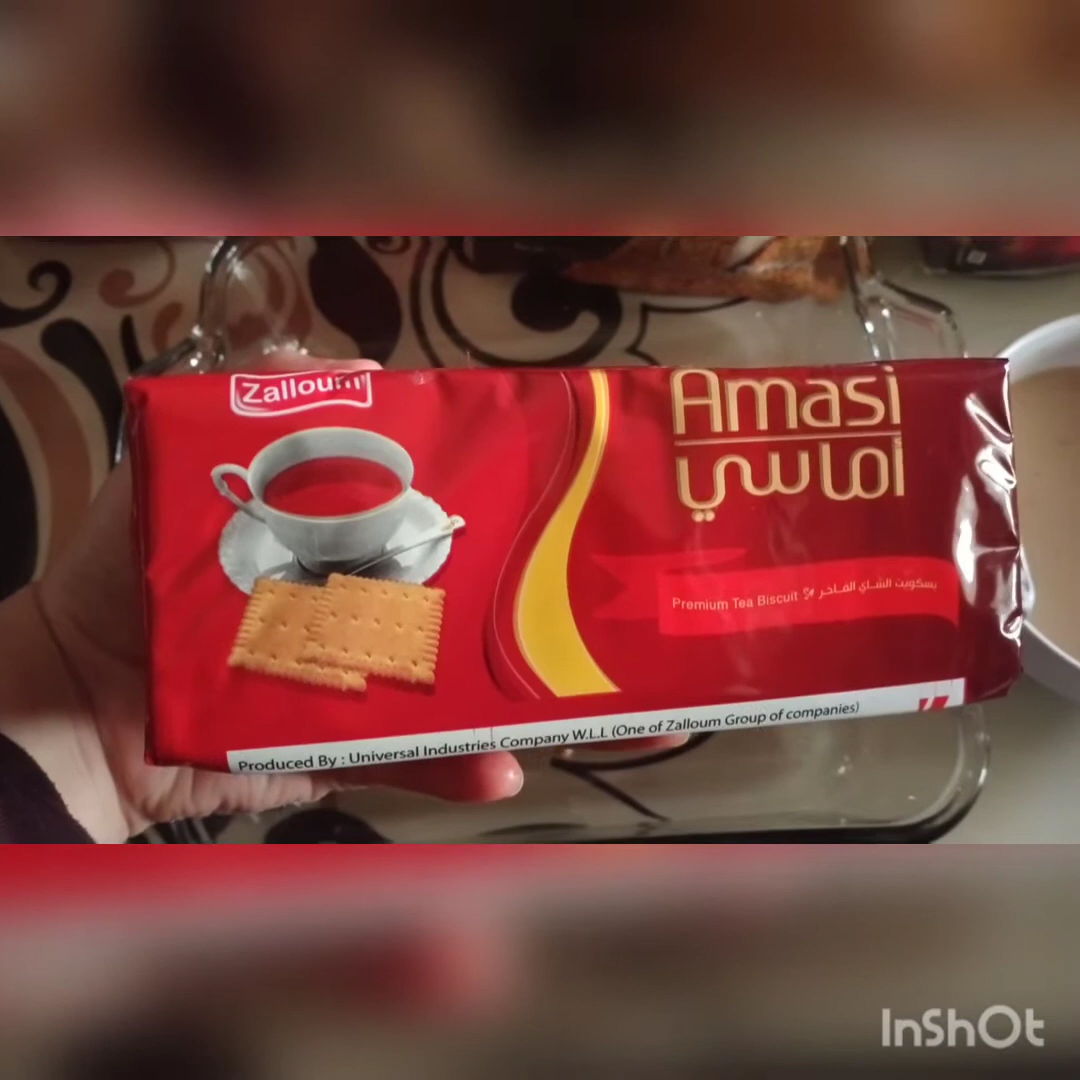 Zalloum
Amasi
أماسي
Premium Tea Biscuit بسكويت الشاي الفاخر
Produced By : Universal Industries Company W.L.L (One of Zalloum Group of companies)
InShOt